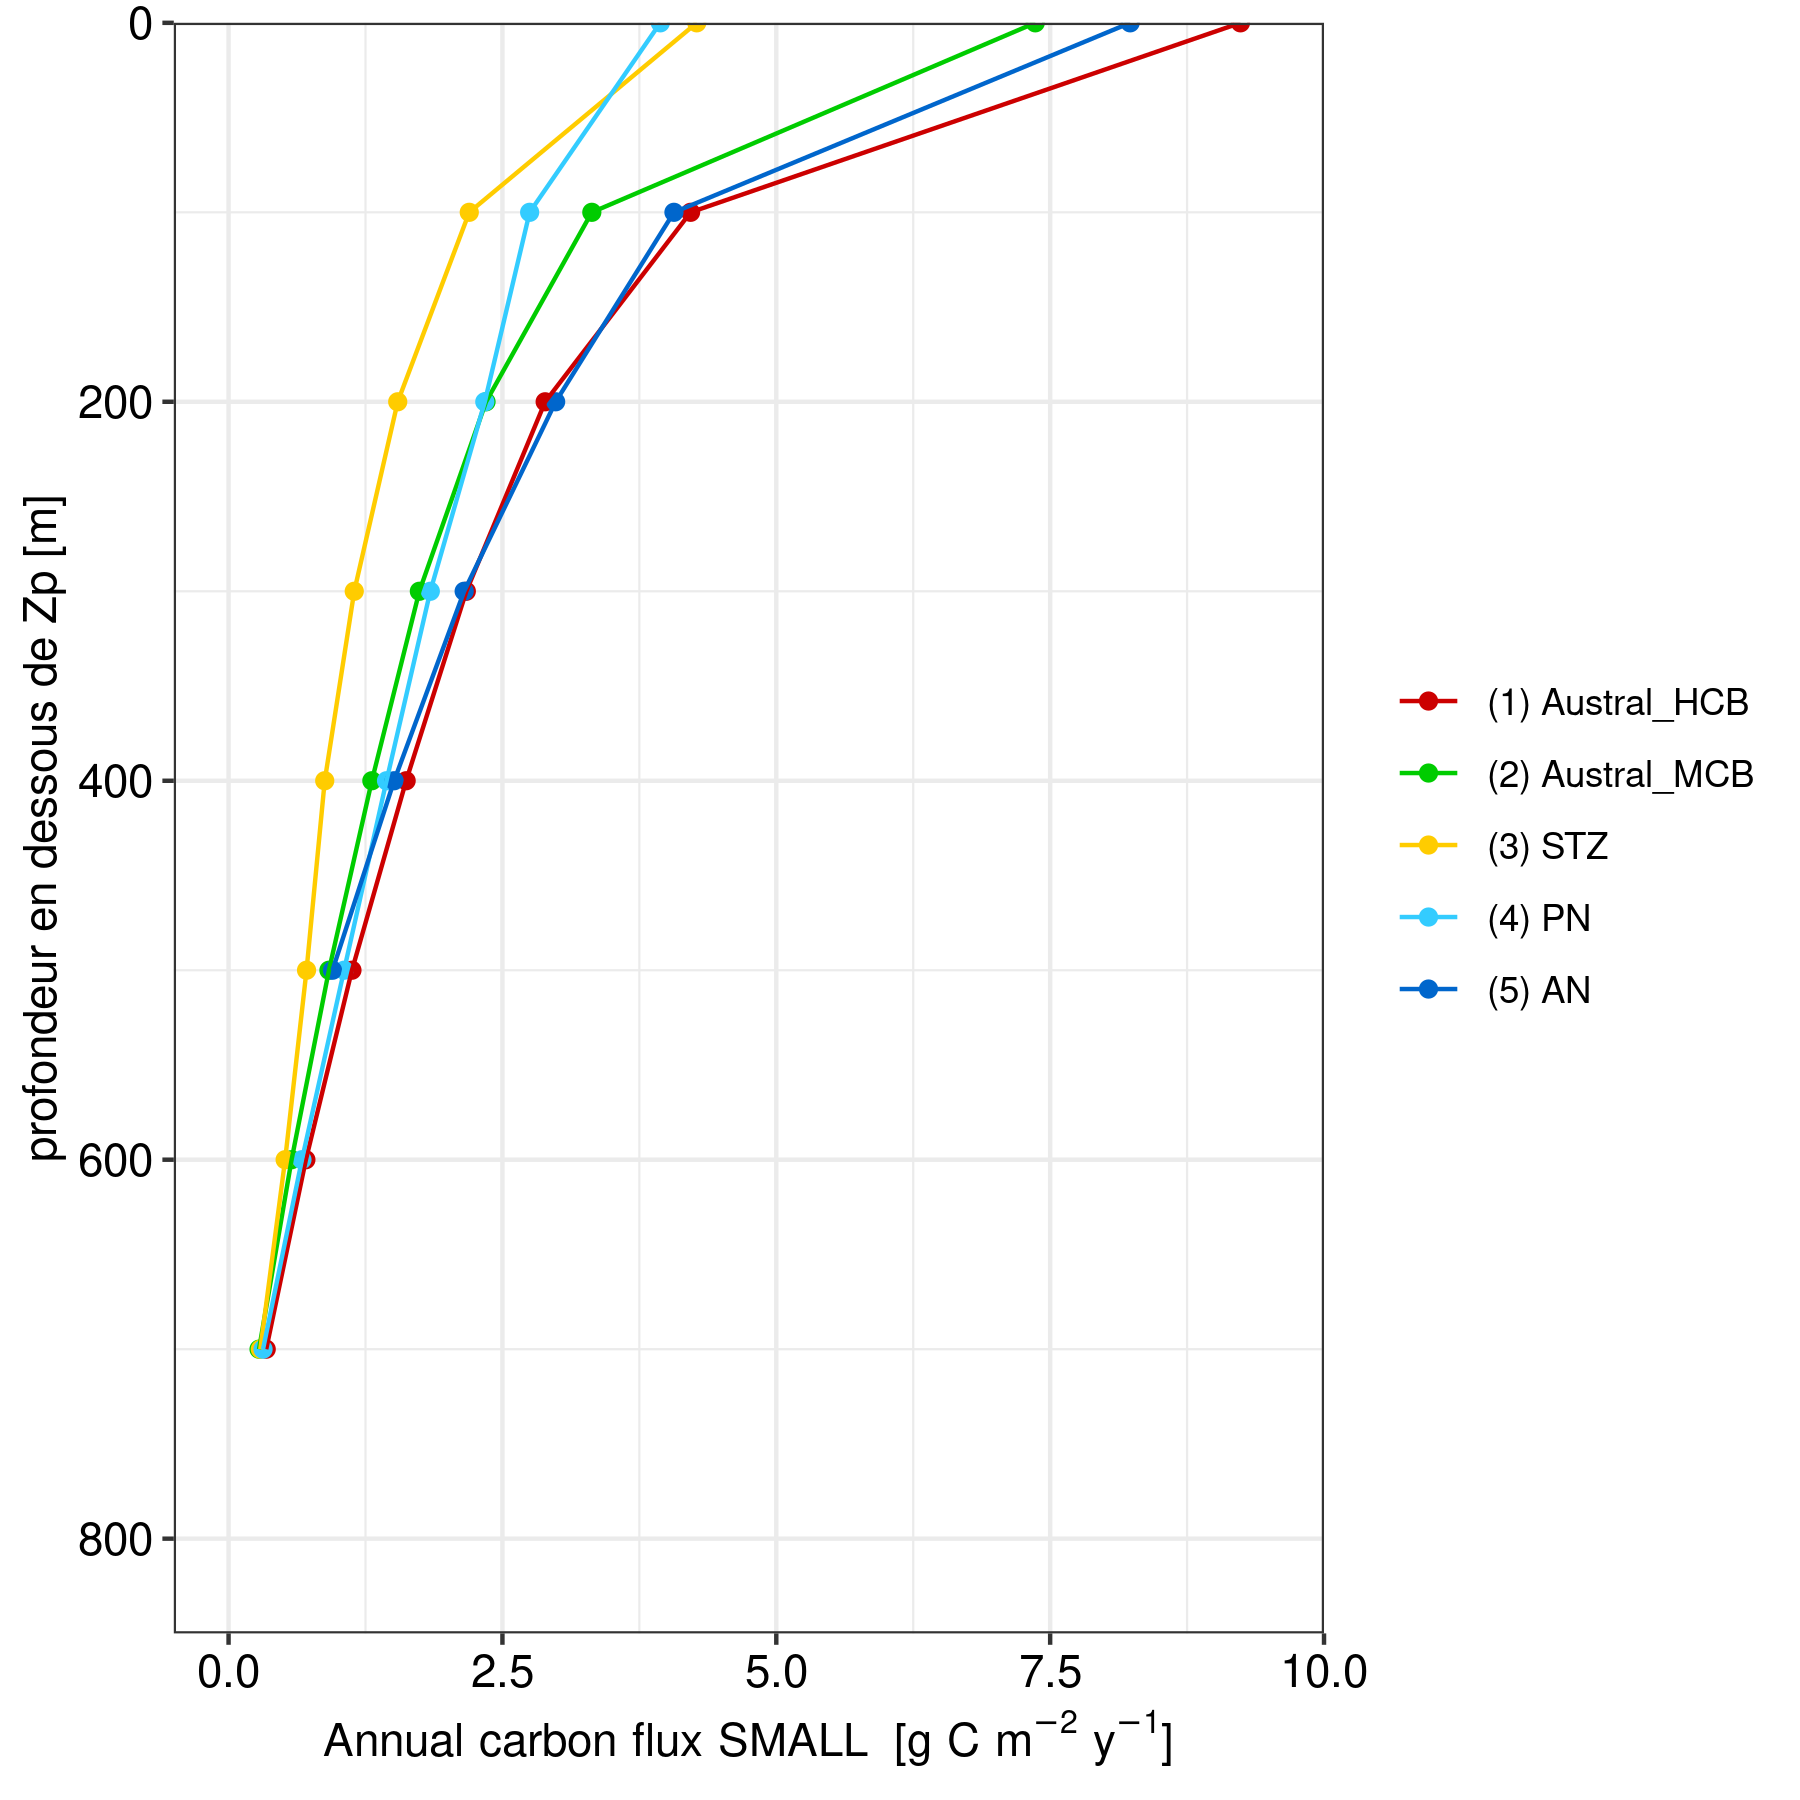 0
200
400
600
800
profondeur en dessous de Zp [m]
0.0 2.5 5.0 7.5 10.0
Annual carbon flux SMALL [g C m⁻² y⁻¹]
(1) Austral_HCB
(2) Austral_MCB
(3) STZ
(4) PN
(5) AN